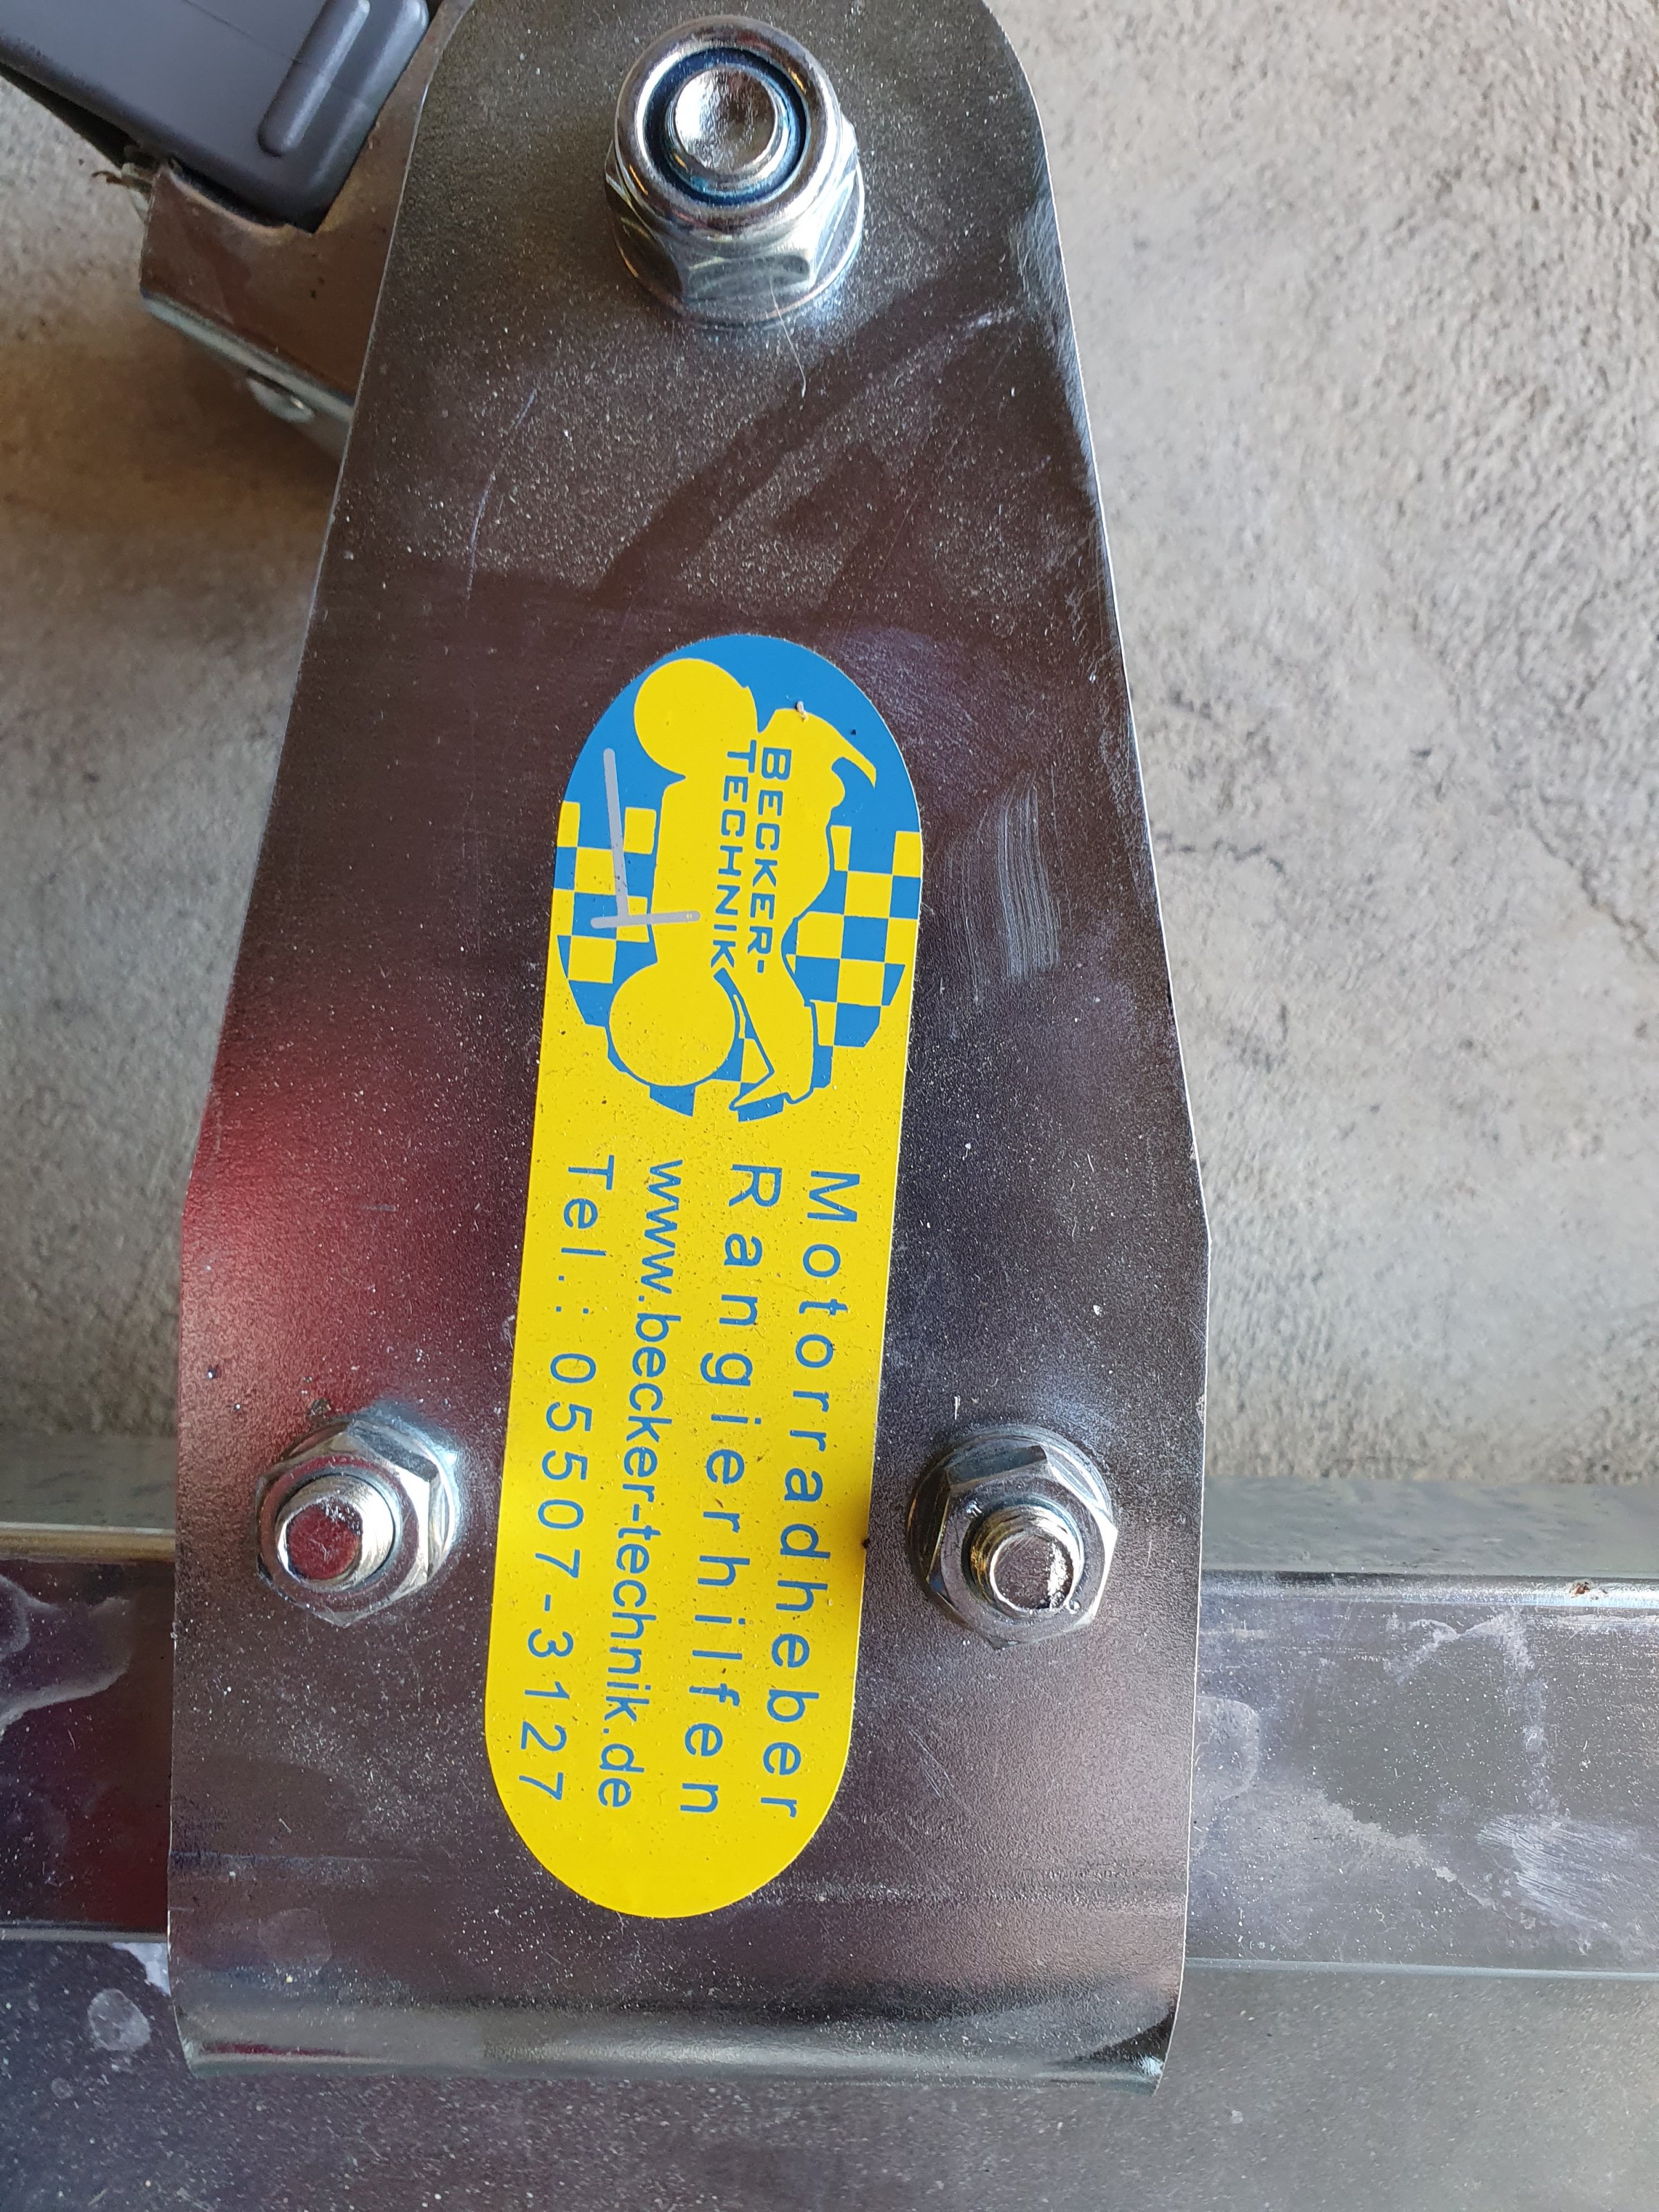 BECKER-
TECHNIK
Motorradheber
Rangierhilfen
www.becker-technik.de
Tel.: 05507-3127